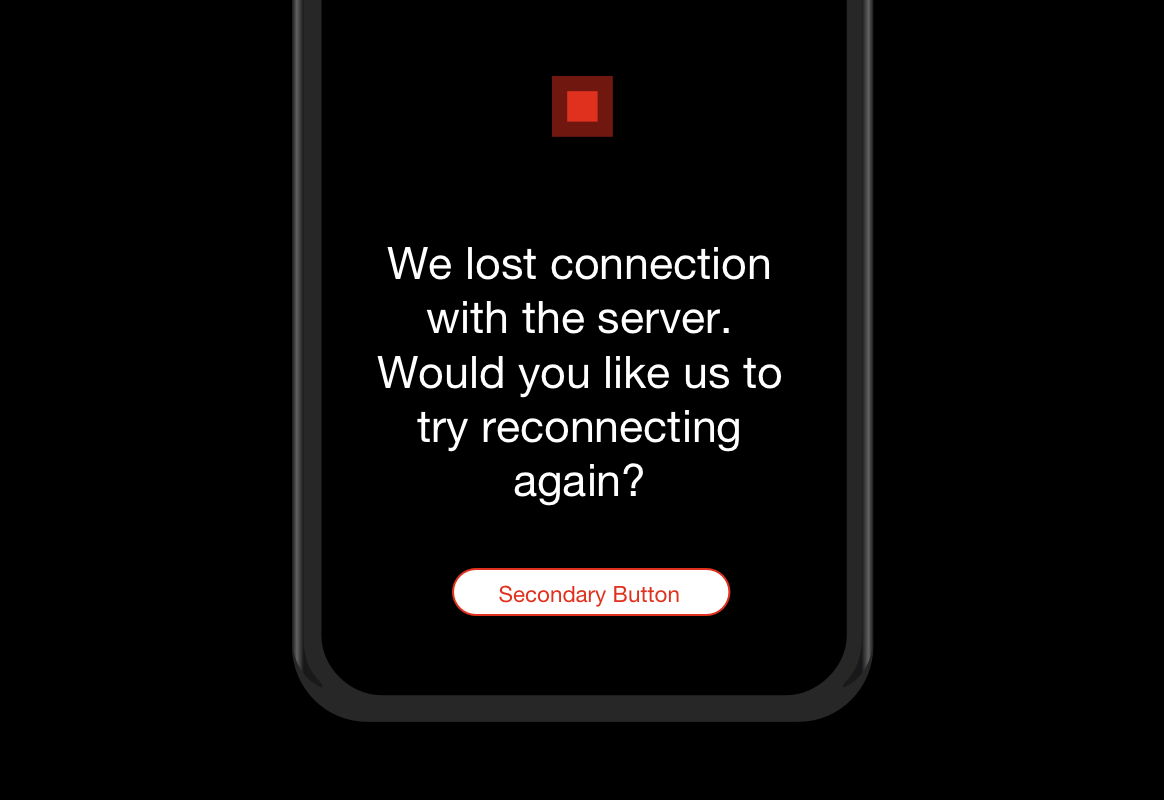 We lost connection
with the server.
Would you like us to
try reconnecting
again?
Secondary Button